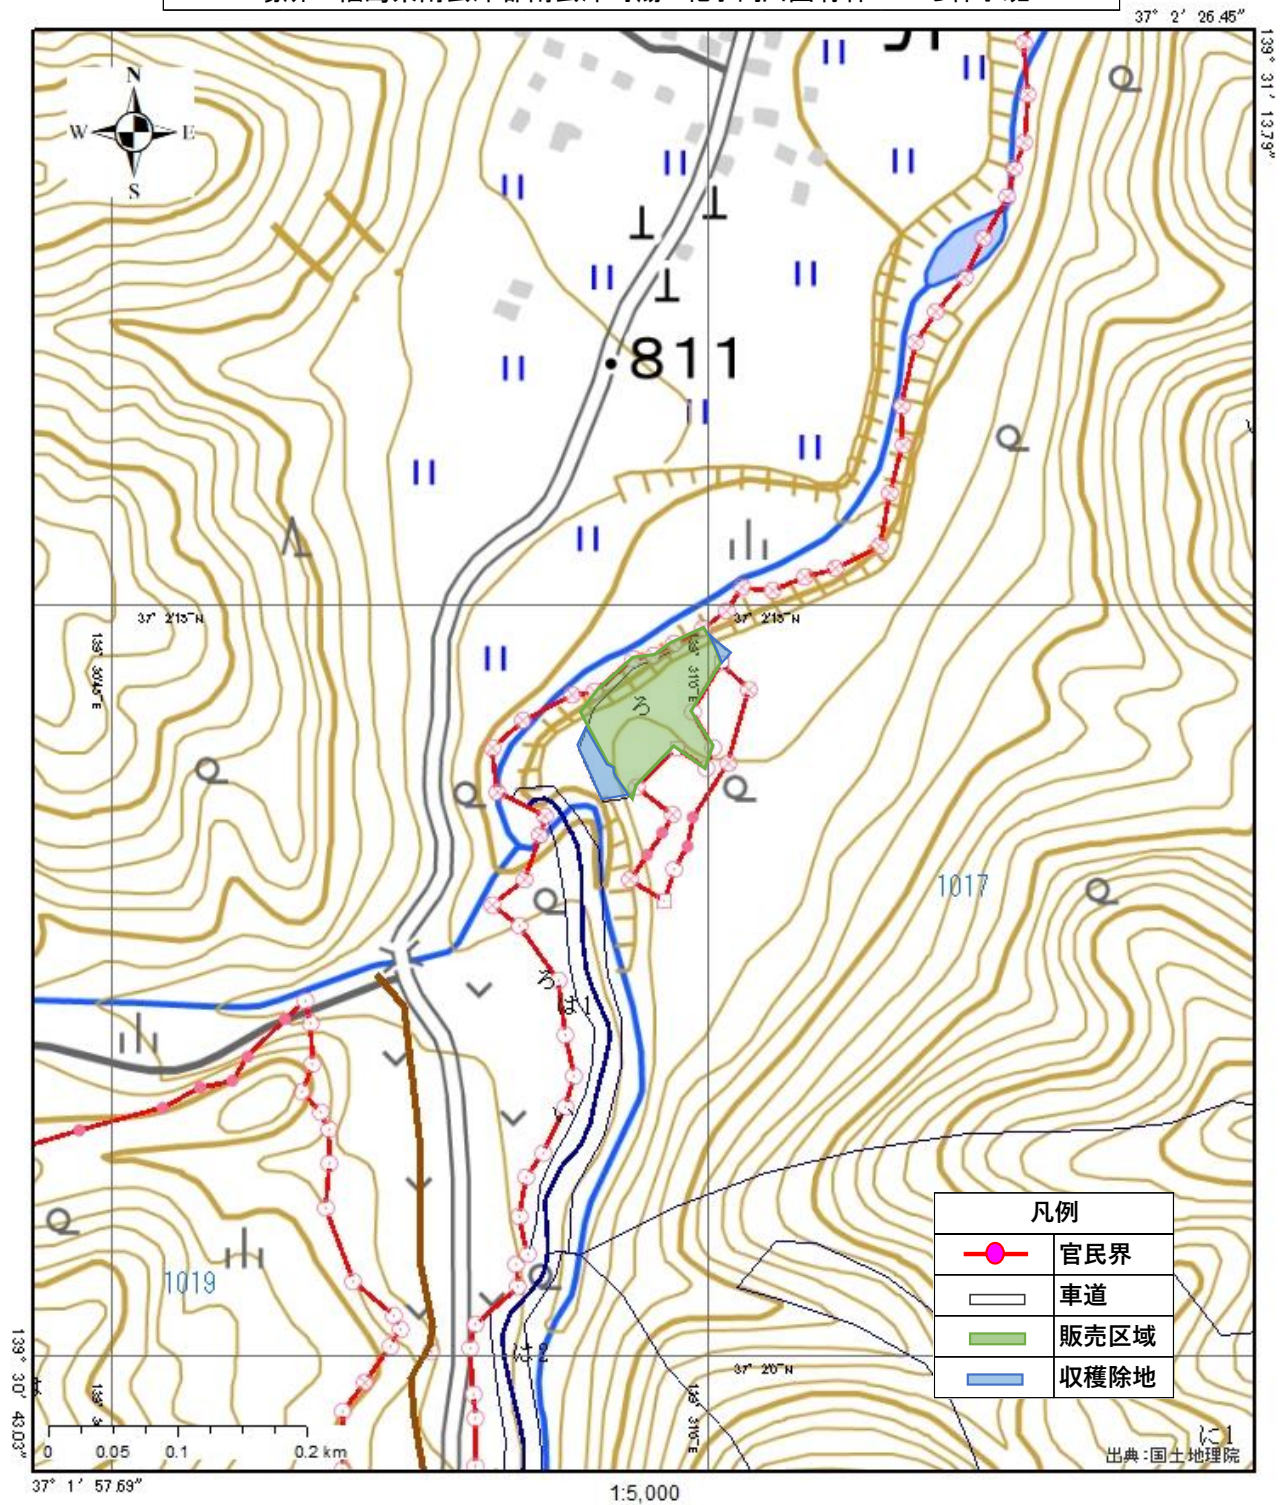 37° 2′ 26.45″
139° 31′ 13.79″
N
W E
S
811
37° 2'15"N
37° 2'15"N
139° 30'45"E
139° 31'0"E
ろ
1017
ろ
は1
1019
は2
37° 2'0"N
139° 31'0"E
凡例
官民界
車道
販売区域
収穫除地
に1
出典:国土地理院
139° 30′ 43.03″
0 0.05 0.1 0.2 km
37° 1′ 57.69″
1:5,000